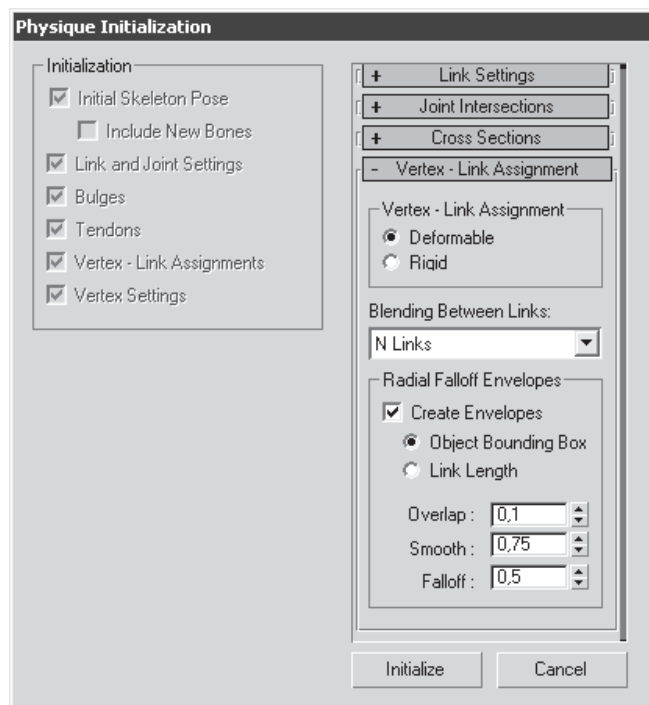 Physique Initialization
Initialization
Initial Skeleton Pose
Include New Bones
Link and Joint Settings
Bulges
Tendons
Vertex - Link Assignments
Vertex Settings
+ Link Settings
+ Joint Intersections
+ Cross Sections
- Vertex - Link Assignment
Vertex - Link Assignment
Deformable
Rigid
Blending Between Links:
N Links
Radial Falloff Envelopes
Create Envelopes
Object Bounding Box
Link Length
Overlap : 0,1
Smooth : 0,75
Falloff : 0,5
Initialize Cancel